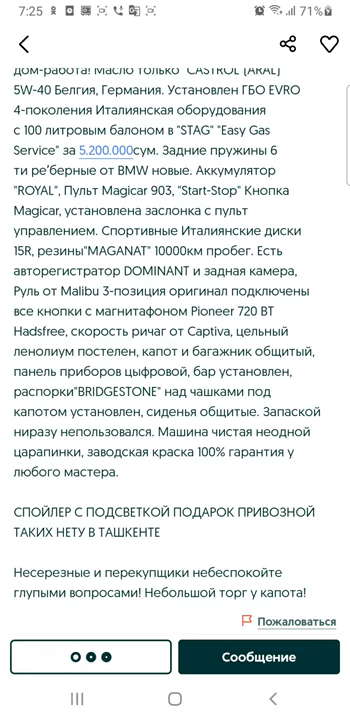 7:25
71%
дом-работа! Масло только "CASTROL [ARAL]
5W-40 Белгия, Германия. Установлен ГБО EVRO
4-поколения Италиянская оборудования
с 100 литровым балоном в "STAG" "Easy Gas
Service" за 5.200.000сум. Задние пружины 6
ти ре՛берные от BMW новые. Аккумулятор
"ROYAL", Пульт Magicar 903, "Start-Stop" Кнопка
Magicar, установлена заслонка с пульт
управлением. Спортивные Италиянские диски
15R, резины"MAGANAT" 10000км пробег. Есть
авторегистратор DOMINANT и задная камера,
Руль от Malibu 3-позиция оригинал подключены
все кнопки с магнитафоном Pioneer 720 BT
Hadsfree, скорость ричаг от Captiva, цельный
ленолиум постелен, капот и багажник общитый,
панель приборов цыфровой, бар установлен,
распорки"BRIDGESTONE" над чашками под
капотом установлен, сиденья общитые. Запаской
ниразу непользовался. Машина чистая неодной
царапинки, заводская краска 100% гарантия у
любого мастера.
СПОЙЛЕР С ПОДСВЕТКОЙ ПОДАРОК ПРИВОЗНОЙ
ТАКИХ НЕТУ В ТАШКЕНТЕ
Несерезные и перекупщики небеспокойте
глупыми вопросами! Небольшой торг у капота!
Пожаловаться
Сообщение